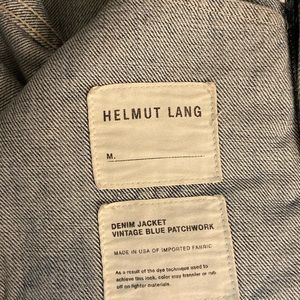 HELMUT LANG
M.
DENIM JACKET
VINTAGE BLUE PATCHWORK
MADE IN USA OF IMPORTED FABRIC
As a result of the dye technique used to
achieve this look, color may transfer or rub
off on lighter materials.